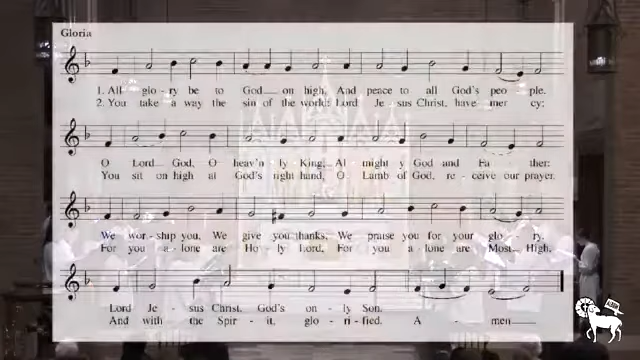 Gloria
1. All glo - ry be to God on high, And peace to all God's peo - ple.
2. You take a way the sin of the world: Lord Je - sus Christ, have mer - cy:
O Lord God, O heav'n - ly King, Al - might - y God and Fa - ther:
You sit on high at God's right hand, O Lamb of God, re - ceive our prayer.
We wor - ship you, We give you thanks, We praise you for your glo - ry.
For you a - lone are Ho - ly Lord, For you a - lone are Most High.
Lord Je - sus Christ, God's on - ly Son.
And with the Spir - it, glo - ri - fied. A - men